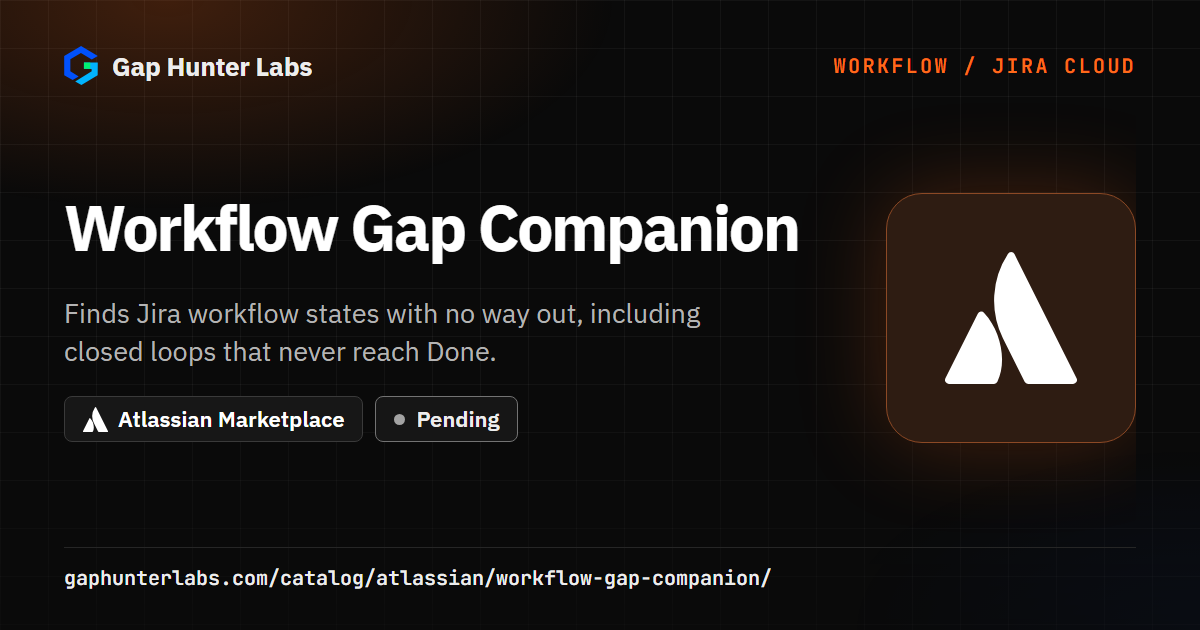 Gap Hunter Labs
WORKFLOW / JIRA CLOUD
Workflow Gap Companion
Finds Jira workflow states with no way out, including
closed loops that never reach Done.
Atlassian Marketplace
Pending
gaphunterlabs.com/catalog/atlassian/workflow-gap-companion/